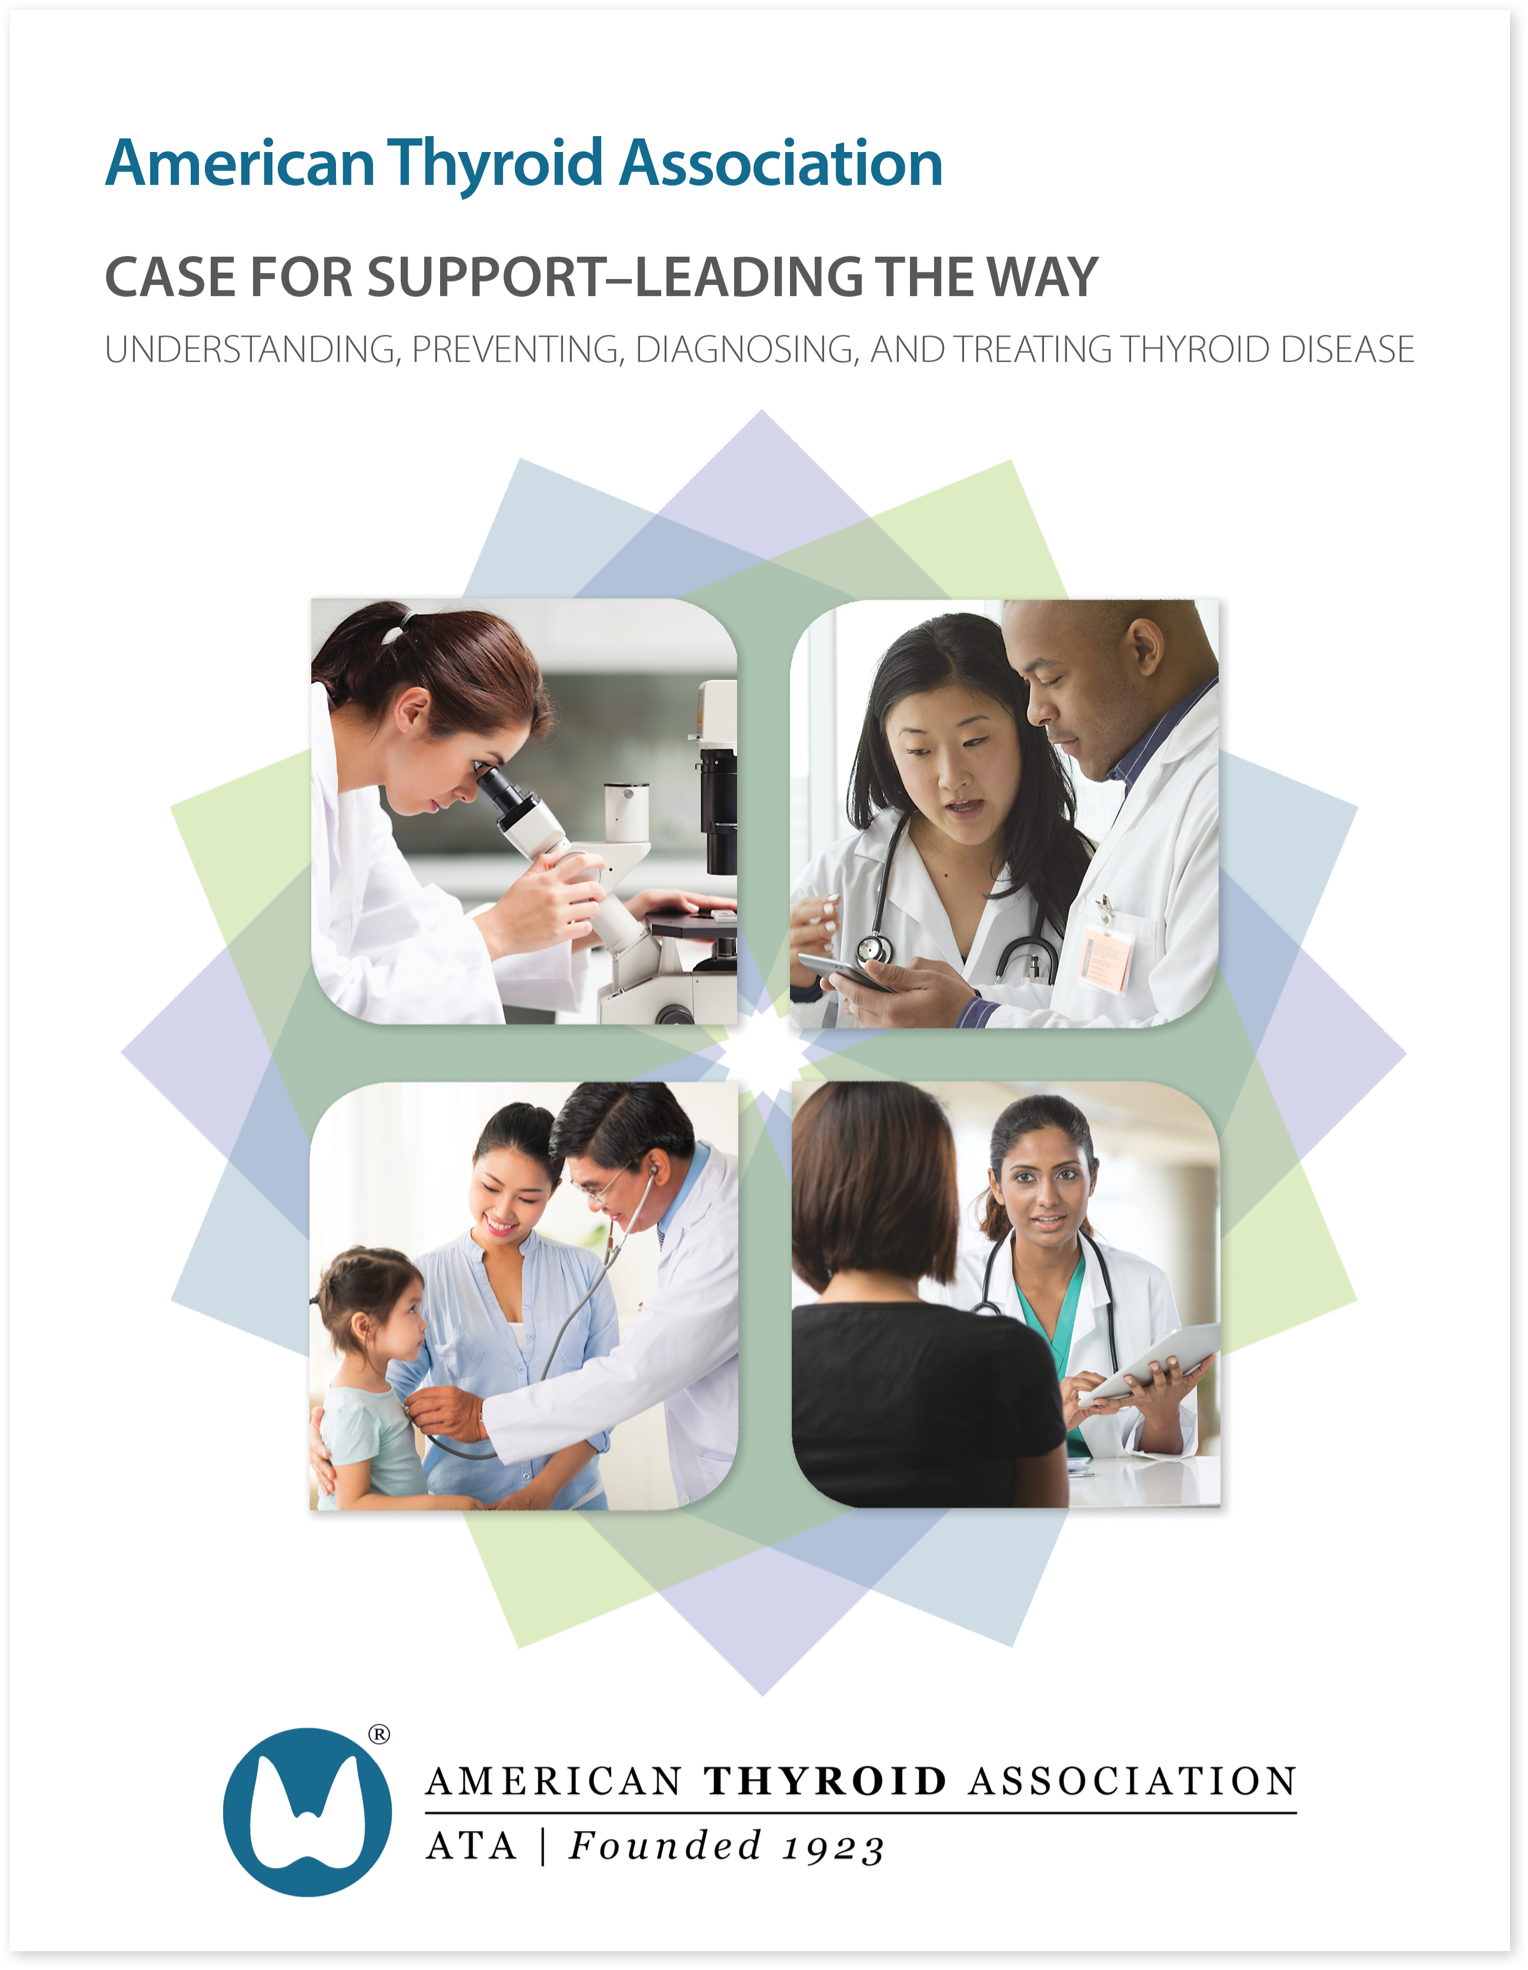 American Thyroid Association
CASE FOR SUPPORT–LEADING THE WAY
UNDERSTANDING, PREVENTING, DIAGNOSING, AND TREATING THYROID DISEASE
®
AMERICAN THYROID ASSOCIATION
ATA | Founded 1923